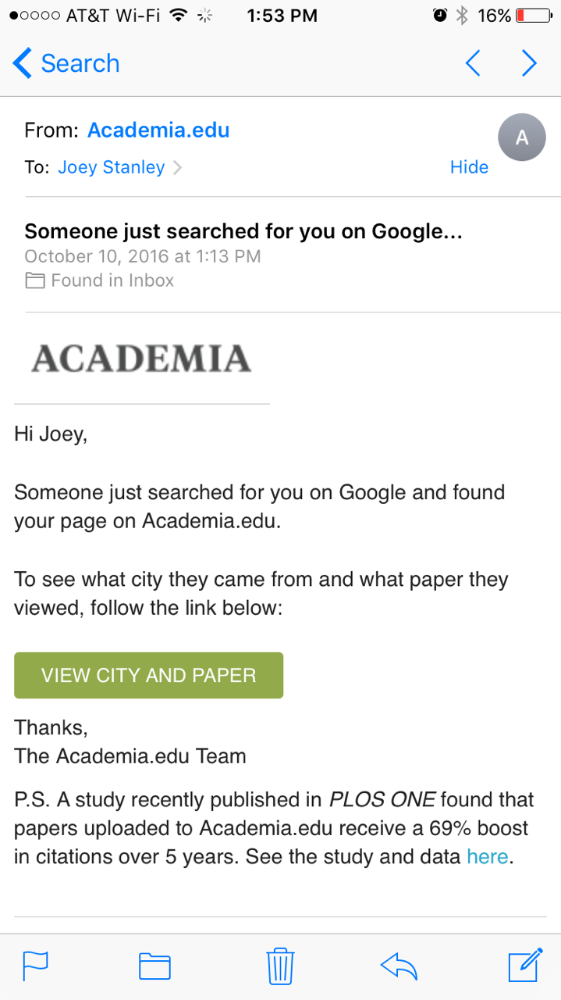 AT&T Wi-Fi 1:53 PM 16%
Search
From: Academia.edu
A
To: Joey Stanley Hide
Someone just searched for you on Google...
October 10, 2016 at 1:13 PM
Found in Inbox
ACADEMIA
Hi Joey,
Someone just searched for you on Google and found
your page on Academia.edu.
To see what city they came from and what paper they
viewed, follow the link below:
VIEW CITY AND PAPER
Thanks,
The Academia.edu Team
P.S. A study recently published in PLOS ONE found that
papers uploaded to Academia.edu receive a 69% boost
in citations over 5 years. See the study and data here.